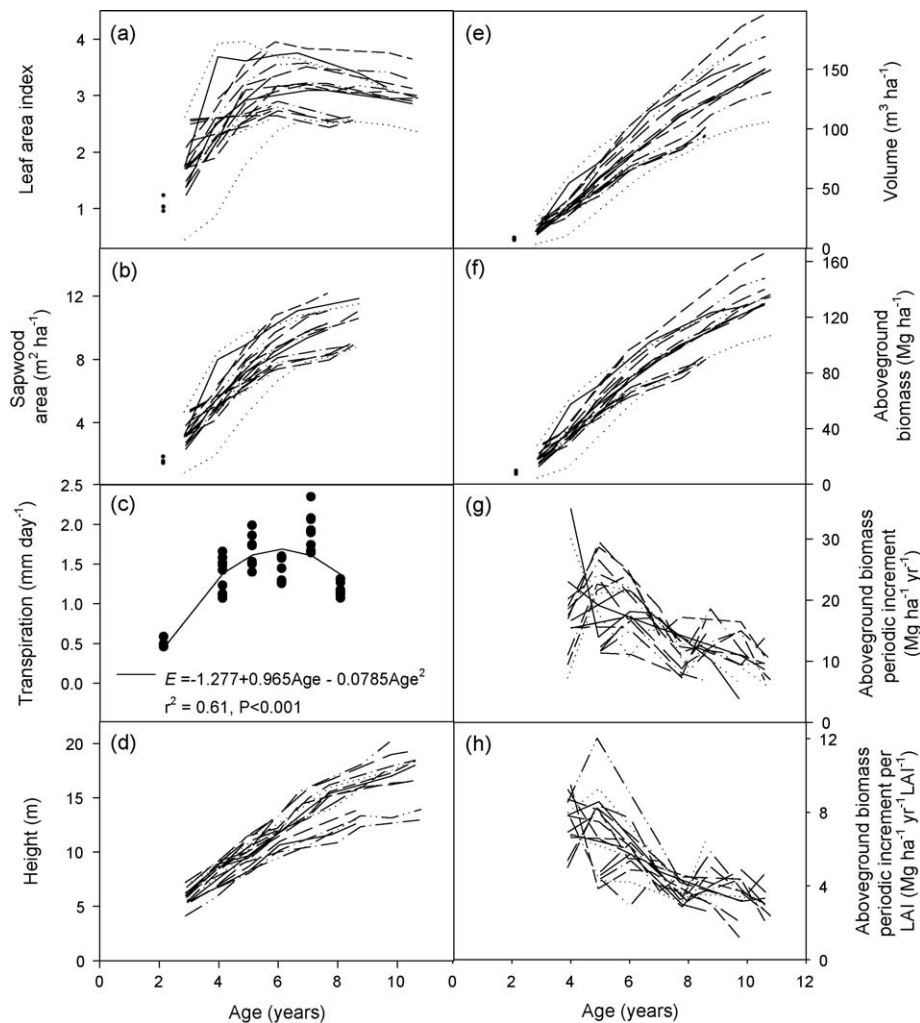 (a)
4
3
2
1
Leaf area index
(b)
12
8
4
Sapwood
area (m² ha⁻¹)
(c)
2.5
2.0
1.5
1.0
0.5
0.0
Transpiration (mm day⁻¹)
E =-1.277+0.965Age - 0.0785Age²
r² = 0.61, P<0.001
(d)
20
15
10
5
0
Height (m)
0 2 4 6 8 10
Age (years)
(e)
150
100
50
0
Volume (m³ ha⁻¹)
(f)
160
120
80
40
0
Aboveground
biomass (Mg ha⁻¹)
(g)
30
20
10
0
Aboveground biomass
periodic increment
(Mg ha⁻¹ yr⁻¹)
(h)
12
8
4
0
Aboveground biomass
periodic increment per
LAI (Mg ha⁻¹ yr⁻¹LAI⁻¹)
0 2 4 6 8 10 12
Age (years)